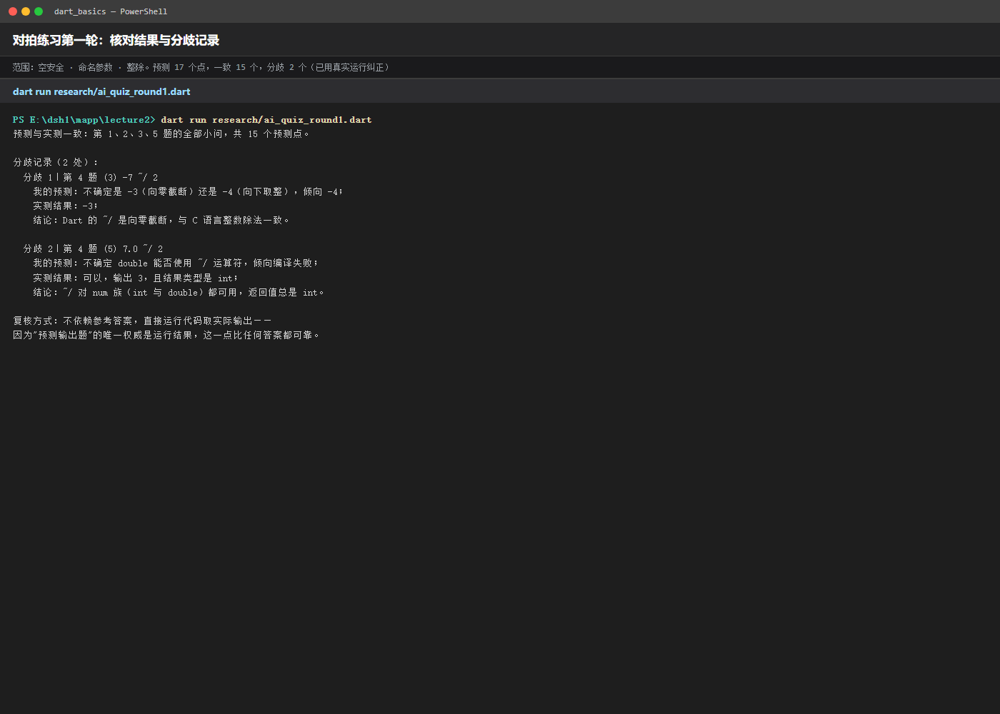 dart_basics — PowerShell
对拍练习第一轮：核对结果与分歧记录
范围：空安全 · 命名参数 · 整除。预测 17 个点，一致 15 个，分歧 2 个（已用真实运行纠正）
dart run research/ai_quiz_round1.dart
PS E:\dsh1\mapp\lecture2> dart run research/ai_quiz_round1.dart
预测与实测一致：第 1、2、3、5 题的全部小问，共 15 个预测点。
分歧记录（2 处）：
分歧 1｜第 4 题 (3) -7 ~/ 2
我的预测：不确定是 -3（向零截断）还是 -4（向下取整），倾向 -4；
实测结果：-3；
结论：Dart 的 ~/ 是向零截断，与 C 语言整数除法一致。
分歧 2｜第 4 题 (5) 7.0 ~/ 2
我的预测：不确定 double 能否使用 ~/ 运算符，倾向编译失败；
实测结果：可以，输出 3，且结果类型是 int；
结论：~/ 对 num 族（int 与 double）都可用，返回值总是 int。
复核方式：不依赖参考答案，直接运行代码取实际输出——
因为"预测输出题"的唯一权威是运行结果，这一点比任何答案都可靠。